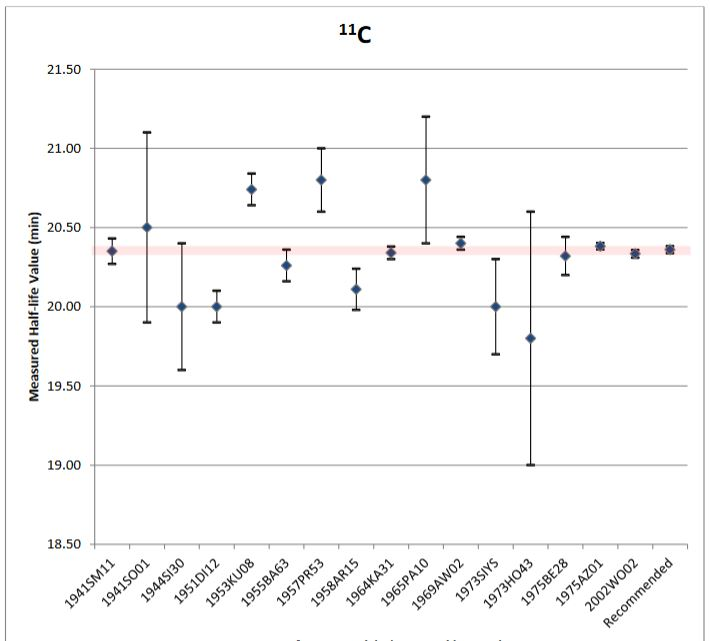 ¹¹C
21.50
21.00
20.50
20.00
19.50
19.00
18.50
Measured Half-life Value (min)
1941SM11
1941SO01
1944SI30
1951DI12
1953KU08
1955BA63
1957PR53
1958AR15
1964KA31
1965PA10
1969AW02
1973SIYS
1973HO43
1975BE28
1975AZ01
2002WO02
Recommended